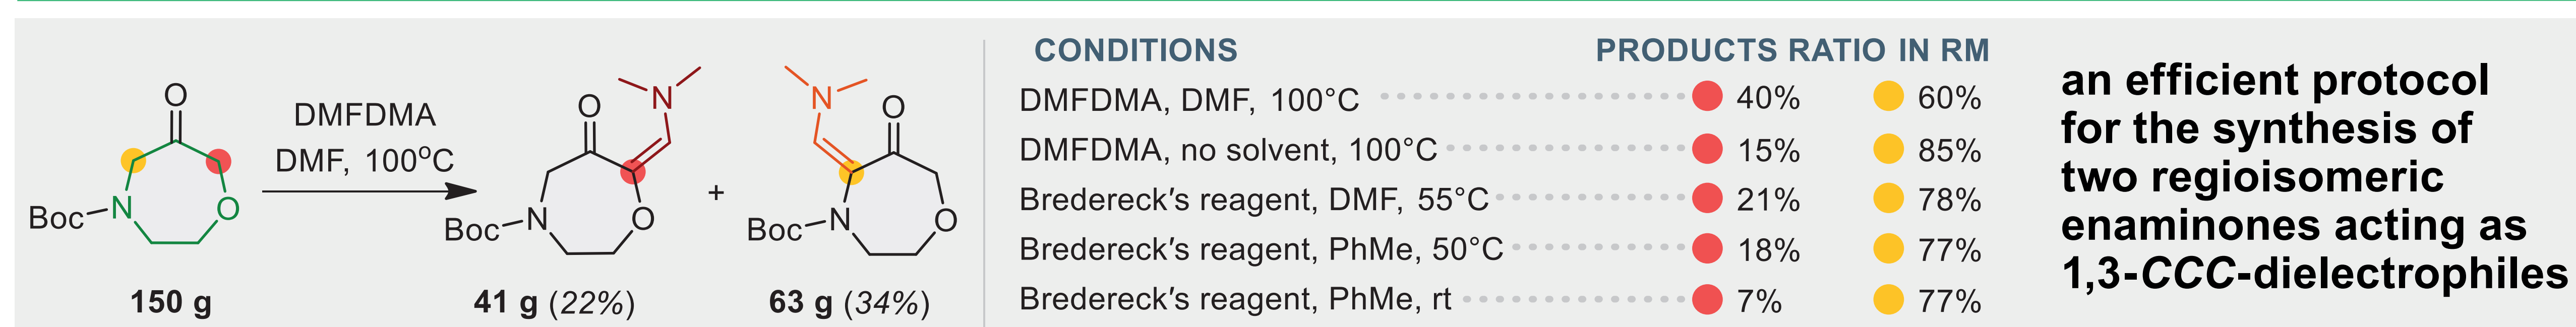 O
N
Boc
O
150 g
DMFDMA
DMF, 100°C
O
N
N
Boc
O
41 g (22%)
+
N
O
N
Boc
O
63 g (34%)
CONDITIONS PRODUCTS RATIO IN RM
DMFDMA, DMF, 100°C 40% 60%
DMFDMA, no solvent, 100°C 15% 85%
Bredereck′s reagent, DMF, 55°C 21% 78%
Bredereck′s reagent, PhMe, 50°C 18% 77%
Bredereck′s reagent, PhMe, rt 7% 77%
an efficient protocol
for the synthesis of
two regioisomeric
enaminones acting as
1,3-CCC-dielectrophiles